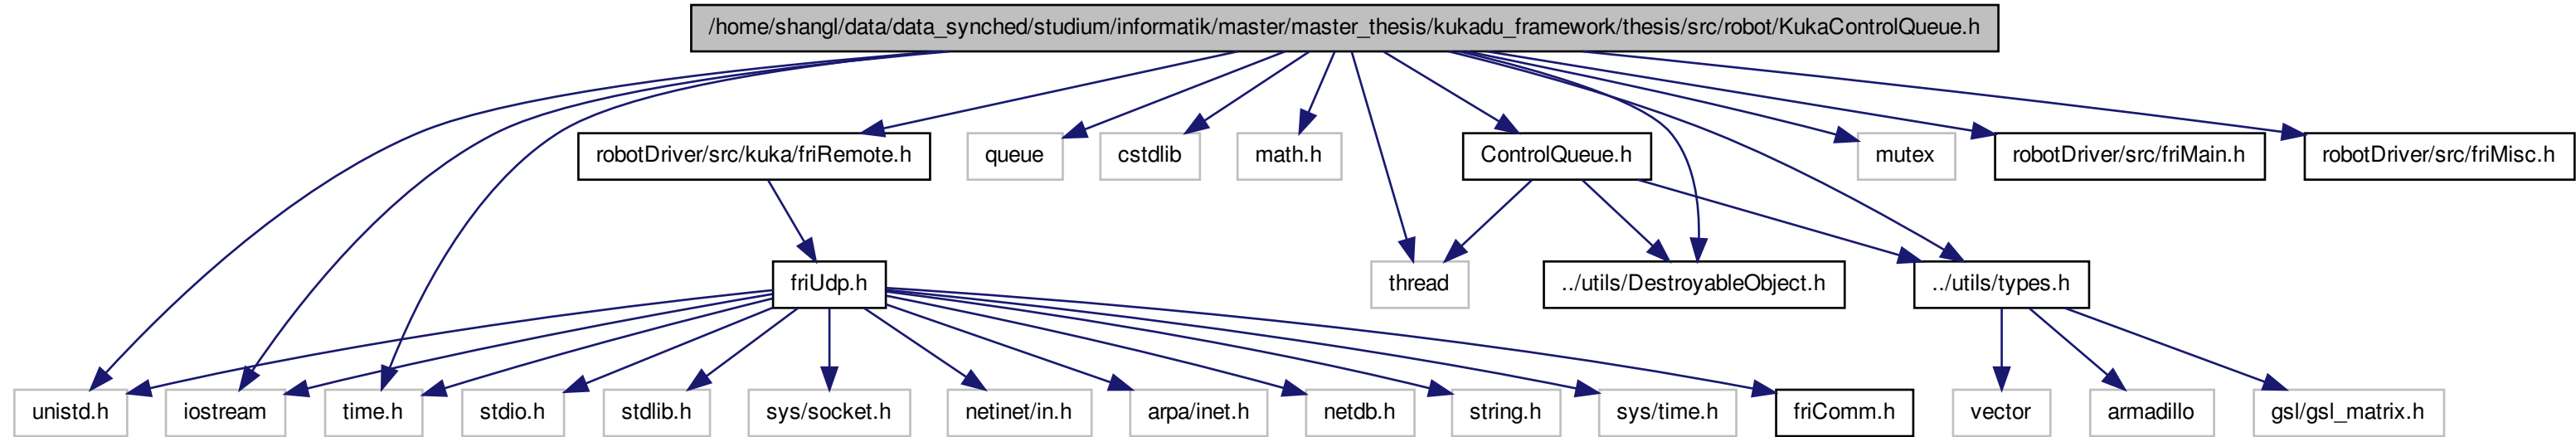 /home/shangl/data/data_synched/studium/informatik/master/master_thesis/kukadu_framework/thesis/src/robot/KukaControlQueue.h
robotDriver/src/kuka/friRemote.h
queue
cstdlib
math.h
ControlQueue.h
mutex
robotDriver/src/friMain.h
robotDriver/src/friMisc.h
friUdp.h
thread
../utils/DestroyableObject.h
../utils/types.h
unistd.h
iostream
time.h
stdio.h
stdlib.h
sys/socket.h
netinet/in.h
arpa/inet.h
netdb.h
string.h
sys/time.h
friComm.h
vector
armadillo
gsl/gsl_matrix.h